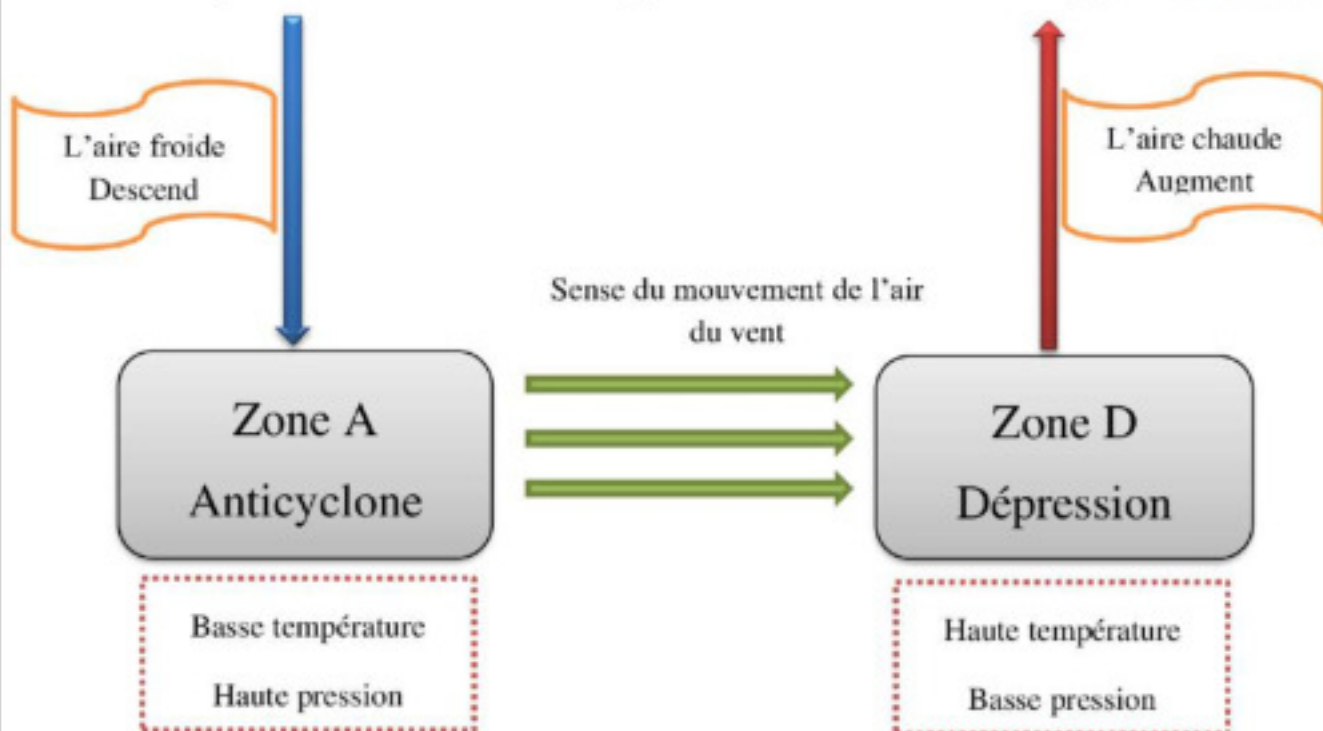 L'aire froide
Descend
L'aire chaude
Augment
Sense du mouvement de l'air
du vent
Zone A
Anticyclone
Zone D
Dépression
Basse température
Haute pression
Haute température
Basse pression